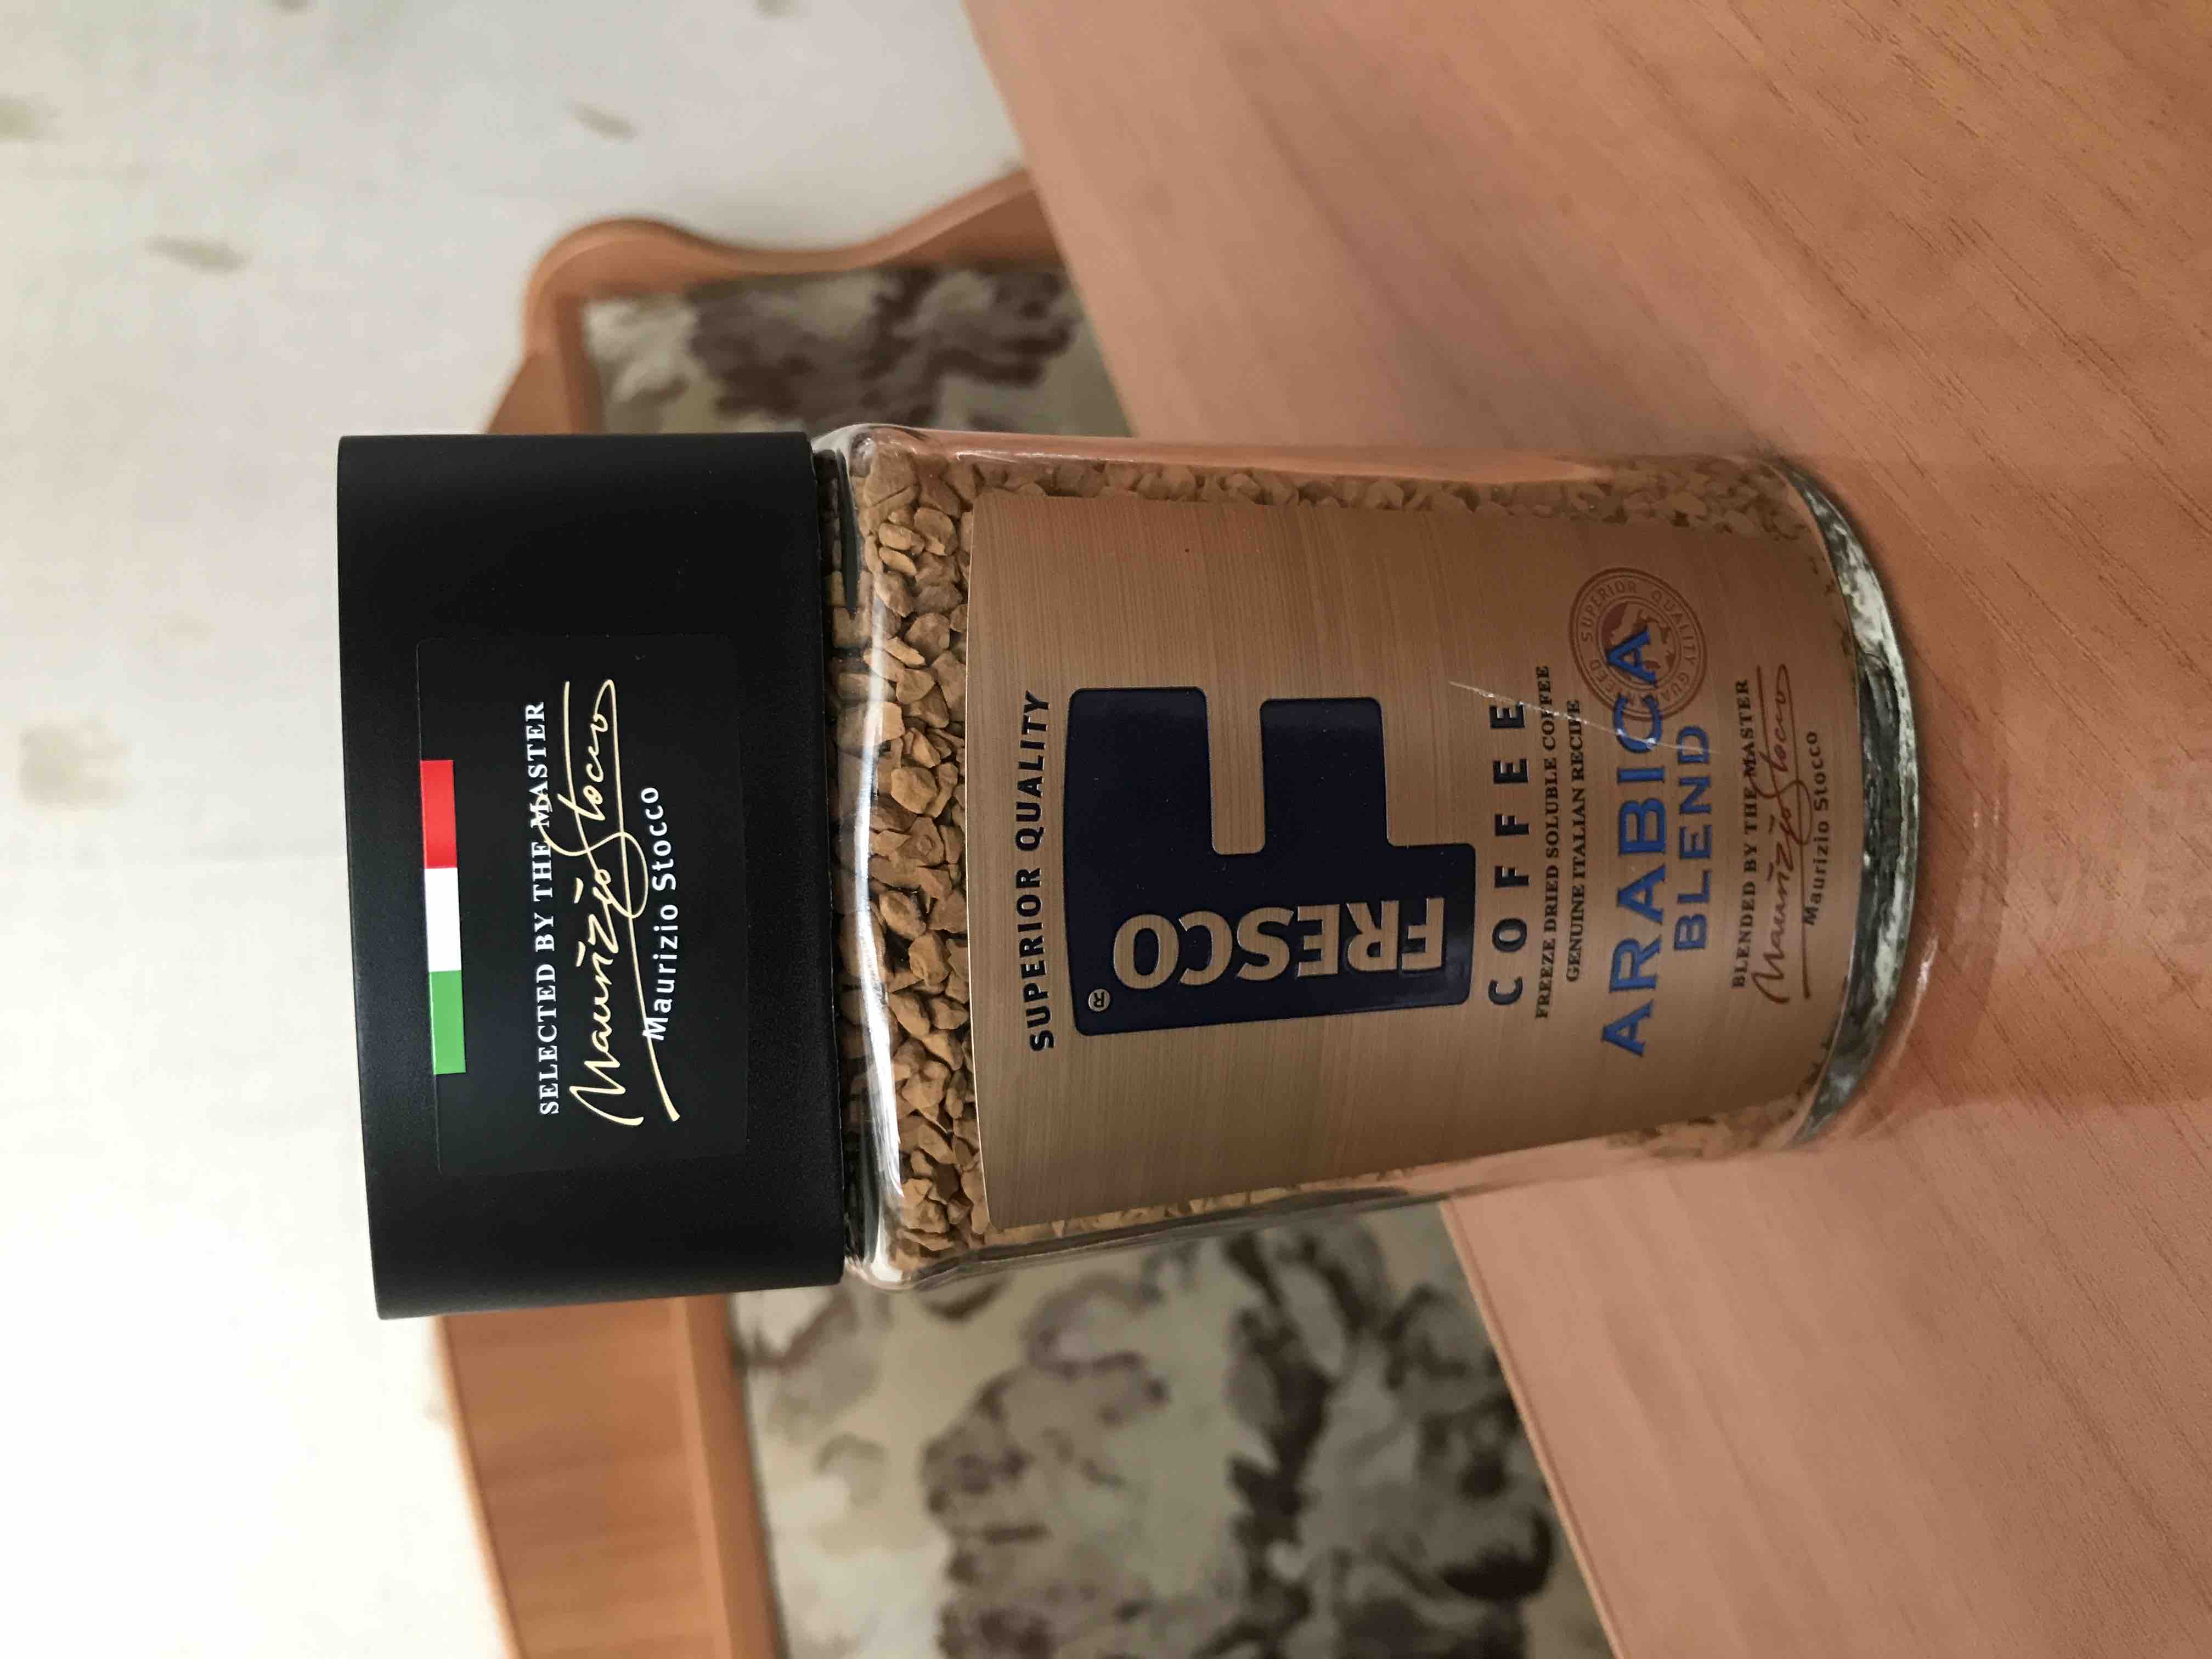 SELECTED BY THE MASTER
Maurizio Stocco
Maurizio Stocco
SUPERIOR QUALITY
FRESCO ®
COFFEE
FREEZE DRIED SOLUBLE COFFEE
GENUINE ITALIAN RECIPE
SUPERIOR QUALITY
ARABICA
BLEND
BLENDED BY THE MASTER
Maurizio Stocco
Maurizio Stocco